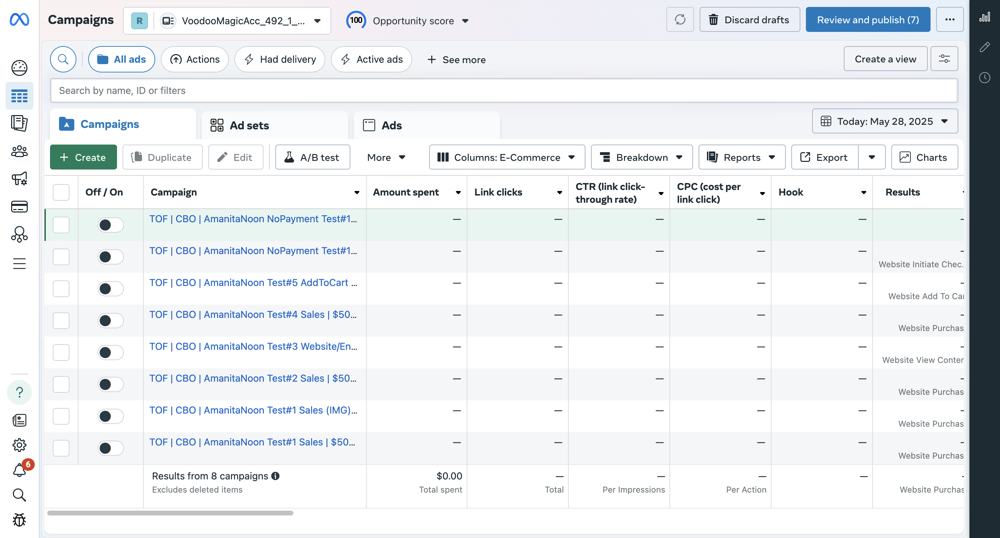 Campaigns
R
VoodooMagicAcc_492_1_...
100
Opportunity score
Discard drafts
Review and publish (7)
All ads
Actions
Had delivery
Active ads
+ See more
Create a view
Search by name, ID or filters
Campaigns
Ad sets
Ads
Today: May 28, 2025
+ Create
Duplicate
Edit
A/B test
More
Columns: E-Commerce
Breakdown
Reports
Export
Charts
Off / On
Campaign
Amount spent
Link clicks
CTR (link click-
through rate)
CPC (cost per
link click)
Hook
Results
TOF | CBO | AmanitaNoon NoPayment Test#1...
— — — — — —
TOF | CBO | AmanitaNoon NoPayment Test#1...
— — — — — —
Website Initiate Chec.
TOF | CBO | AmanitaNoon Test#5 AddToCart ...
— — — — — —
Website Add To Car
TOF | CBO | AmanitaNoon Test#4 Sales | $50...
— — — — — —
Website Purchas
TOF | CBO | AmanitaNoon Test#3 Website/En...
— — — — — —
Website View Conten
TOF | CBO | AmanitaNoon Test#2 Sales | $50...
— — — — — —
Website Purchas
TOF | CBO | AmanitaNoon Test#1 Sales (IMG)...
— — — — — —
Website Purchas
TOF | CBO | AmanitaNoon Test#1 Sales | $50...
— — — — — —
Website Purchas
Results from 8 campaigns
Excludes deleted items
$0.00
Total spent
—
Total
—
Per Impressions
—
Per Action
—
—
Website Purchas
?
6